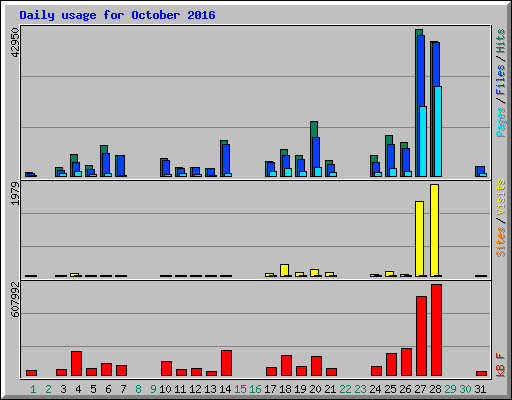 Daily usage for October 2016
42950
Pages / Files / Hits
1979
Sites / Visits
607992
kB F
1 2 3 4 5 6 7 8 9 10 11 12 13 14 15 16 17 18 19 20 21 22 23 24 25 26 27 28 29 30 31